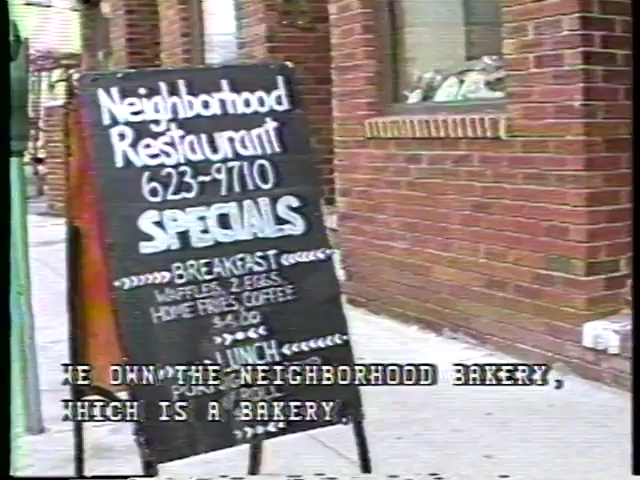 Neighborhood
Restaurant
623~9710
SPECIALS
BREAKFAST
WAFFLES, 2 EGGS,
HOME FRIES, COFFEE
$4.00
LUNCH
ROLL
WE OWN THE NEIGHBORHOOD BAKERY,
WHICH IS A BAKERY,